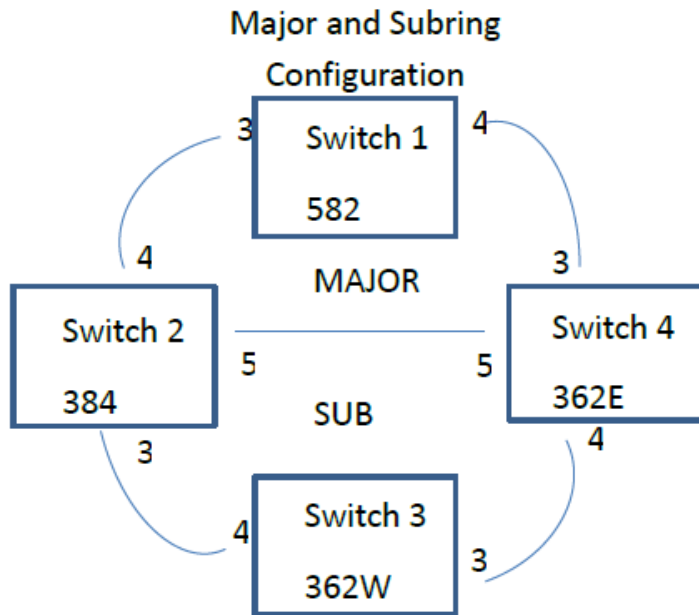 Major and Subring
Configuration
3
Switch 1
4
582
4
3
MAJOR
Switch 2
Switch 4
5
5
384
362E
SUB
3
4
Switch 3
4
3
362W